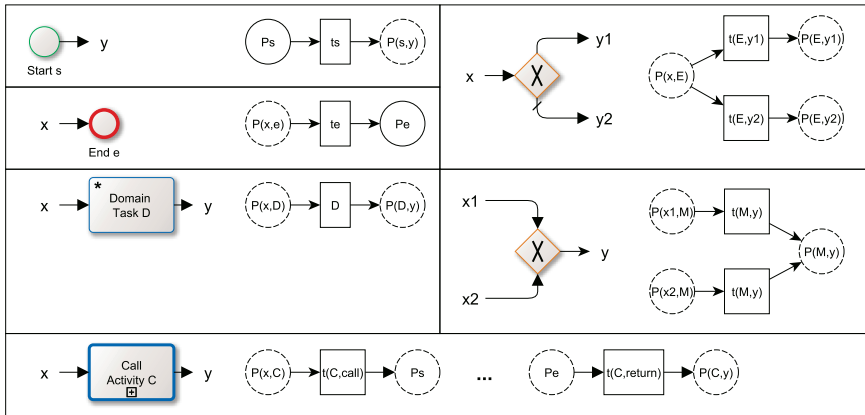 y
Start s
Ps
ts
P(s,y)
x
End e
P(x,e)
te
Pe
x
*
Domain
Task D
y
P(x,D)
D
P(D,y)
x
X
y1
y2
P(x,E)
t(E,y1)
P(E,y1)
t(E,y2)
P(E,y2)
x1
x2
X
y
P(x1,M)
t(M,y)
P(x2,M)
t(M,y)
P(M,y)
x
Call
Activity C
y
P(x,C)
t(C,call)
Ps
...
Pe
t(C,return)
P(C,y)